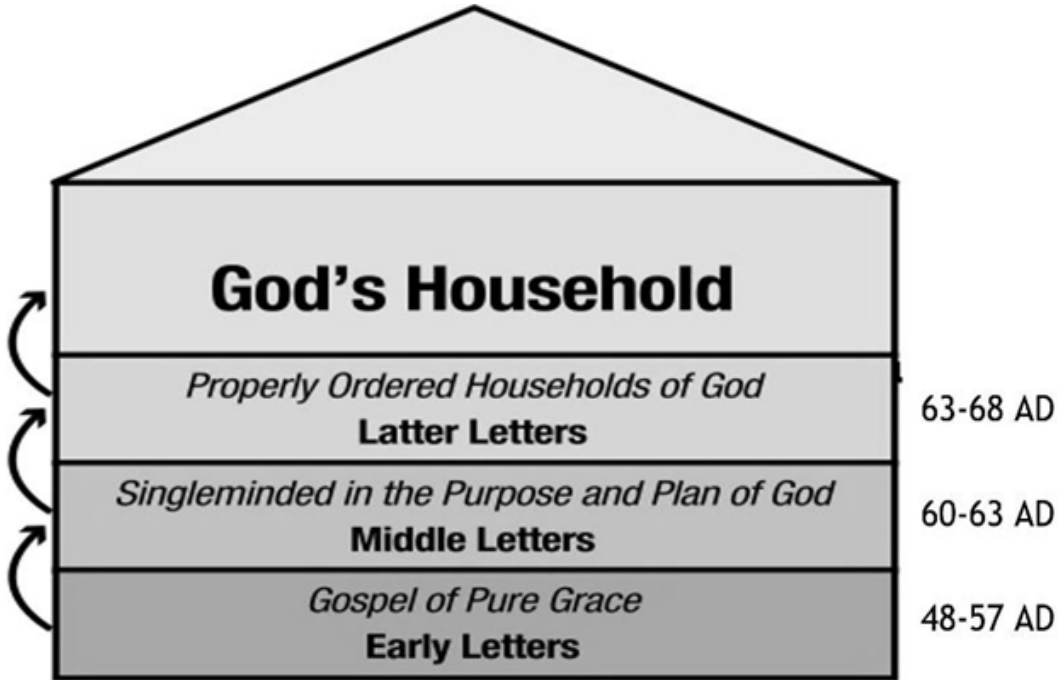 God's Household
Properly Ordered Households of God
Latter Letters
63-68 AD
Singleminded in the Purpose and Plan of God
Middle Letters
60-63 AD
Gospel of Pure Grace
Early Letters
48-57 AD